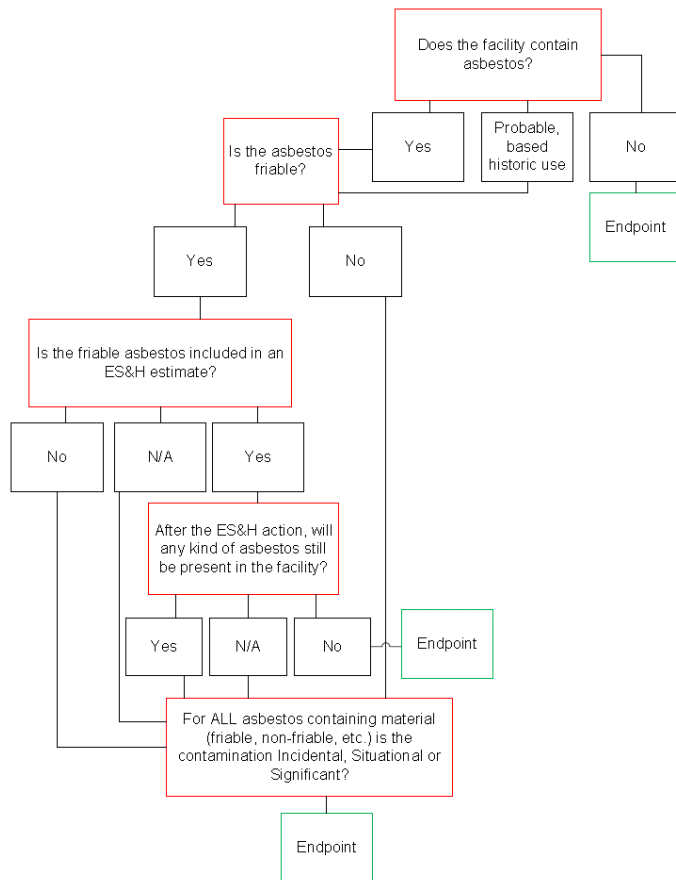 Does the facility contain
asbestos?
Yes
Probable,
based
historic use
No
Is the asbestos
friable?
Endpoint
Yes
No
Is the friable asbestos included in an
ES&H estimate?
No
N/A
Yes
After the ES&H action, will
any kind of asbestos still
be present in the facility?
Yes
N/A
No
Endpoint
For ALL asbestos containing material
(friable, non-friable, etc.) is the
contamination Incidental, Situational or
Significant?
Endpoint